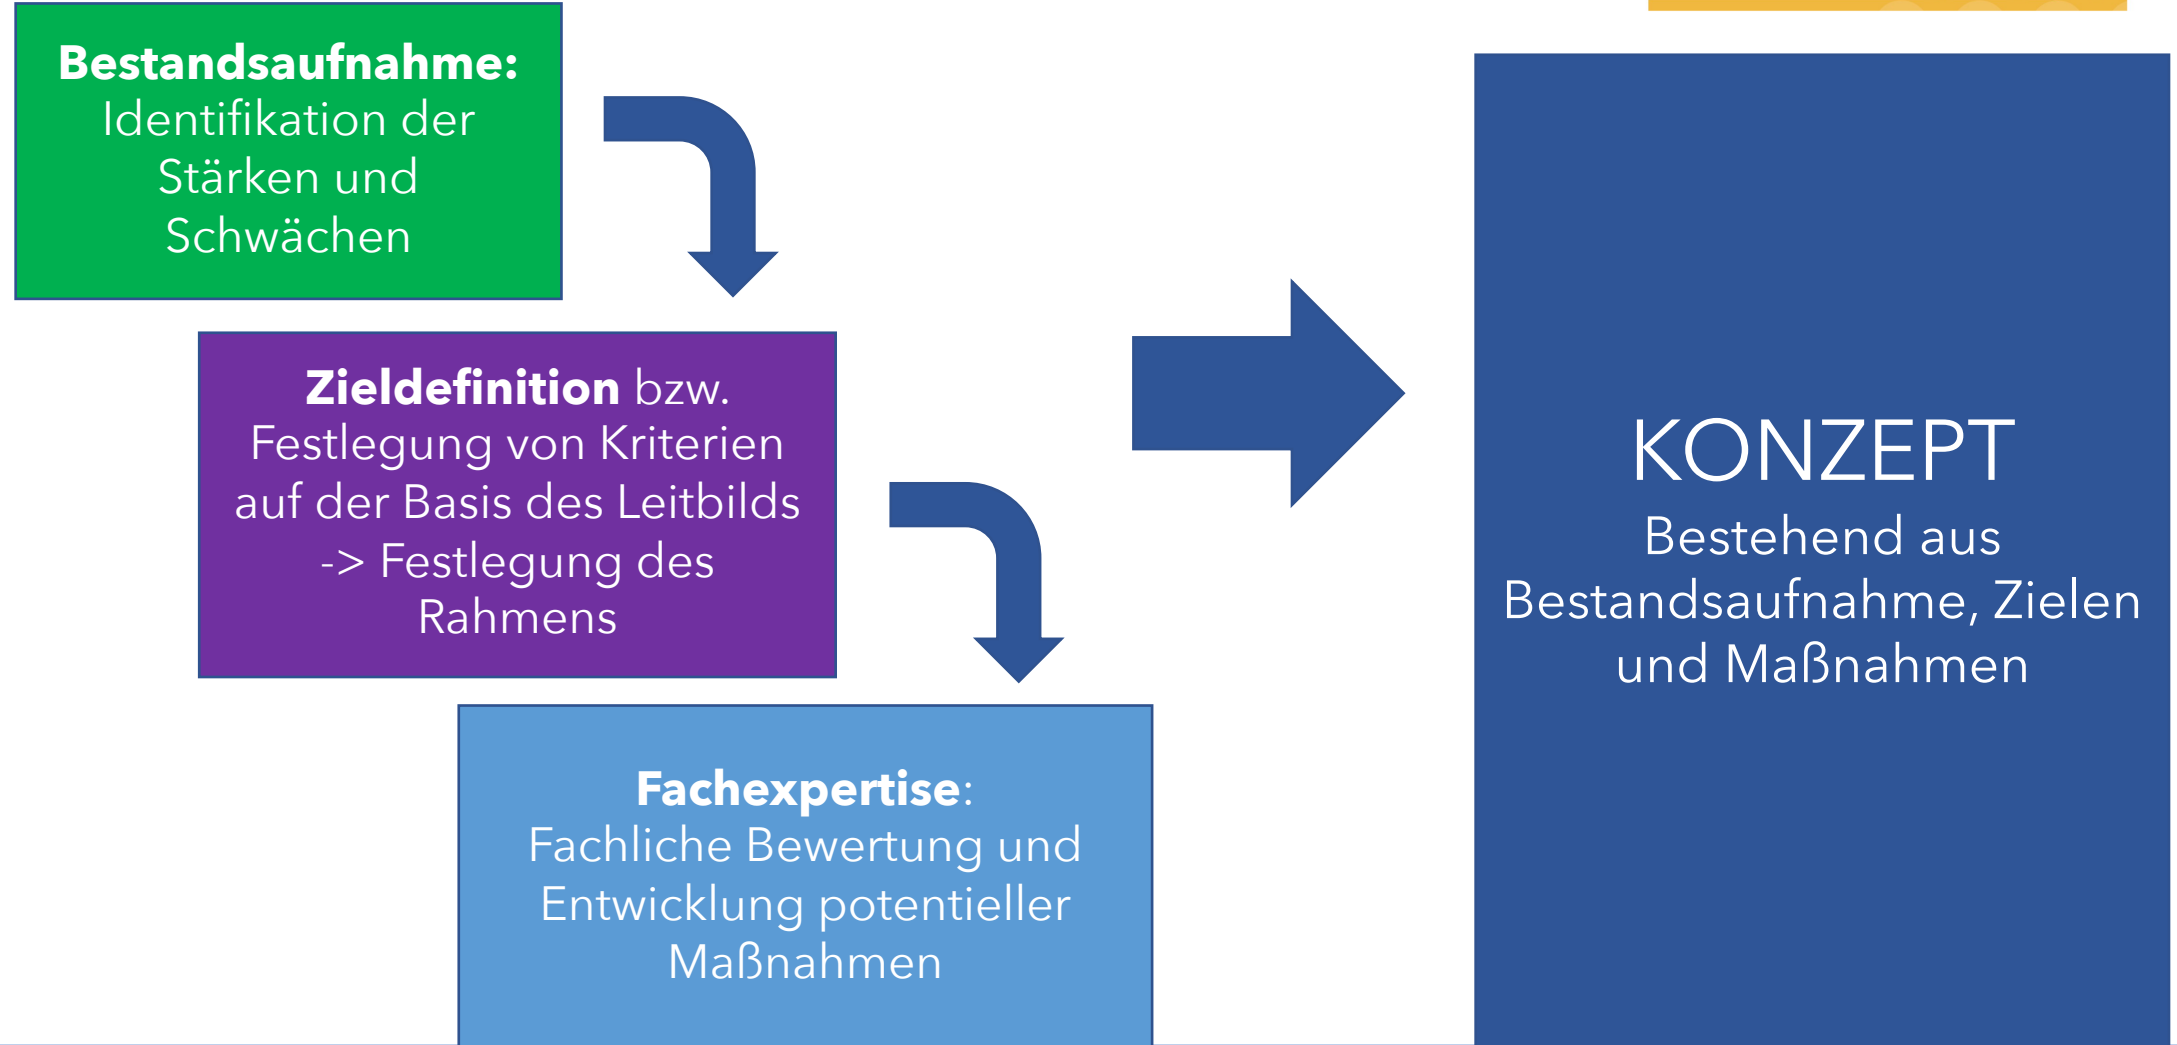 Bestandsaufnahme:
Identifikation der
Stärken und
Schwächen
Zieldefinition bzw.
Festlegung von Kriterien
auf der Basis des Leitbilds
-> Festlegung des
Rahmens
Fachexpertise:
Fachliche Bewertung und
Entwicklung potentieller
Maßnahmen
KONZEPT
Bestehend aus
Bestandsaufnahme, Zielen
und Maßnahmen